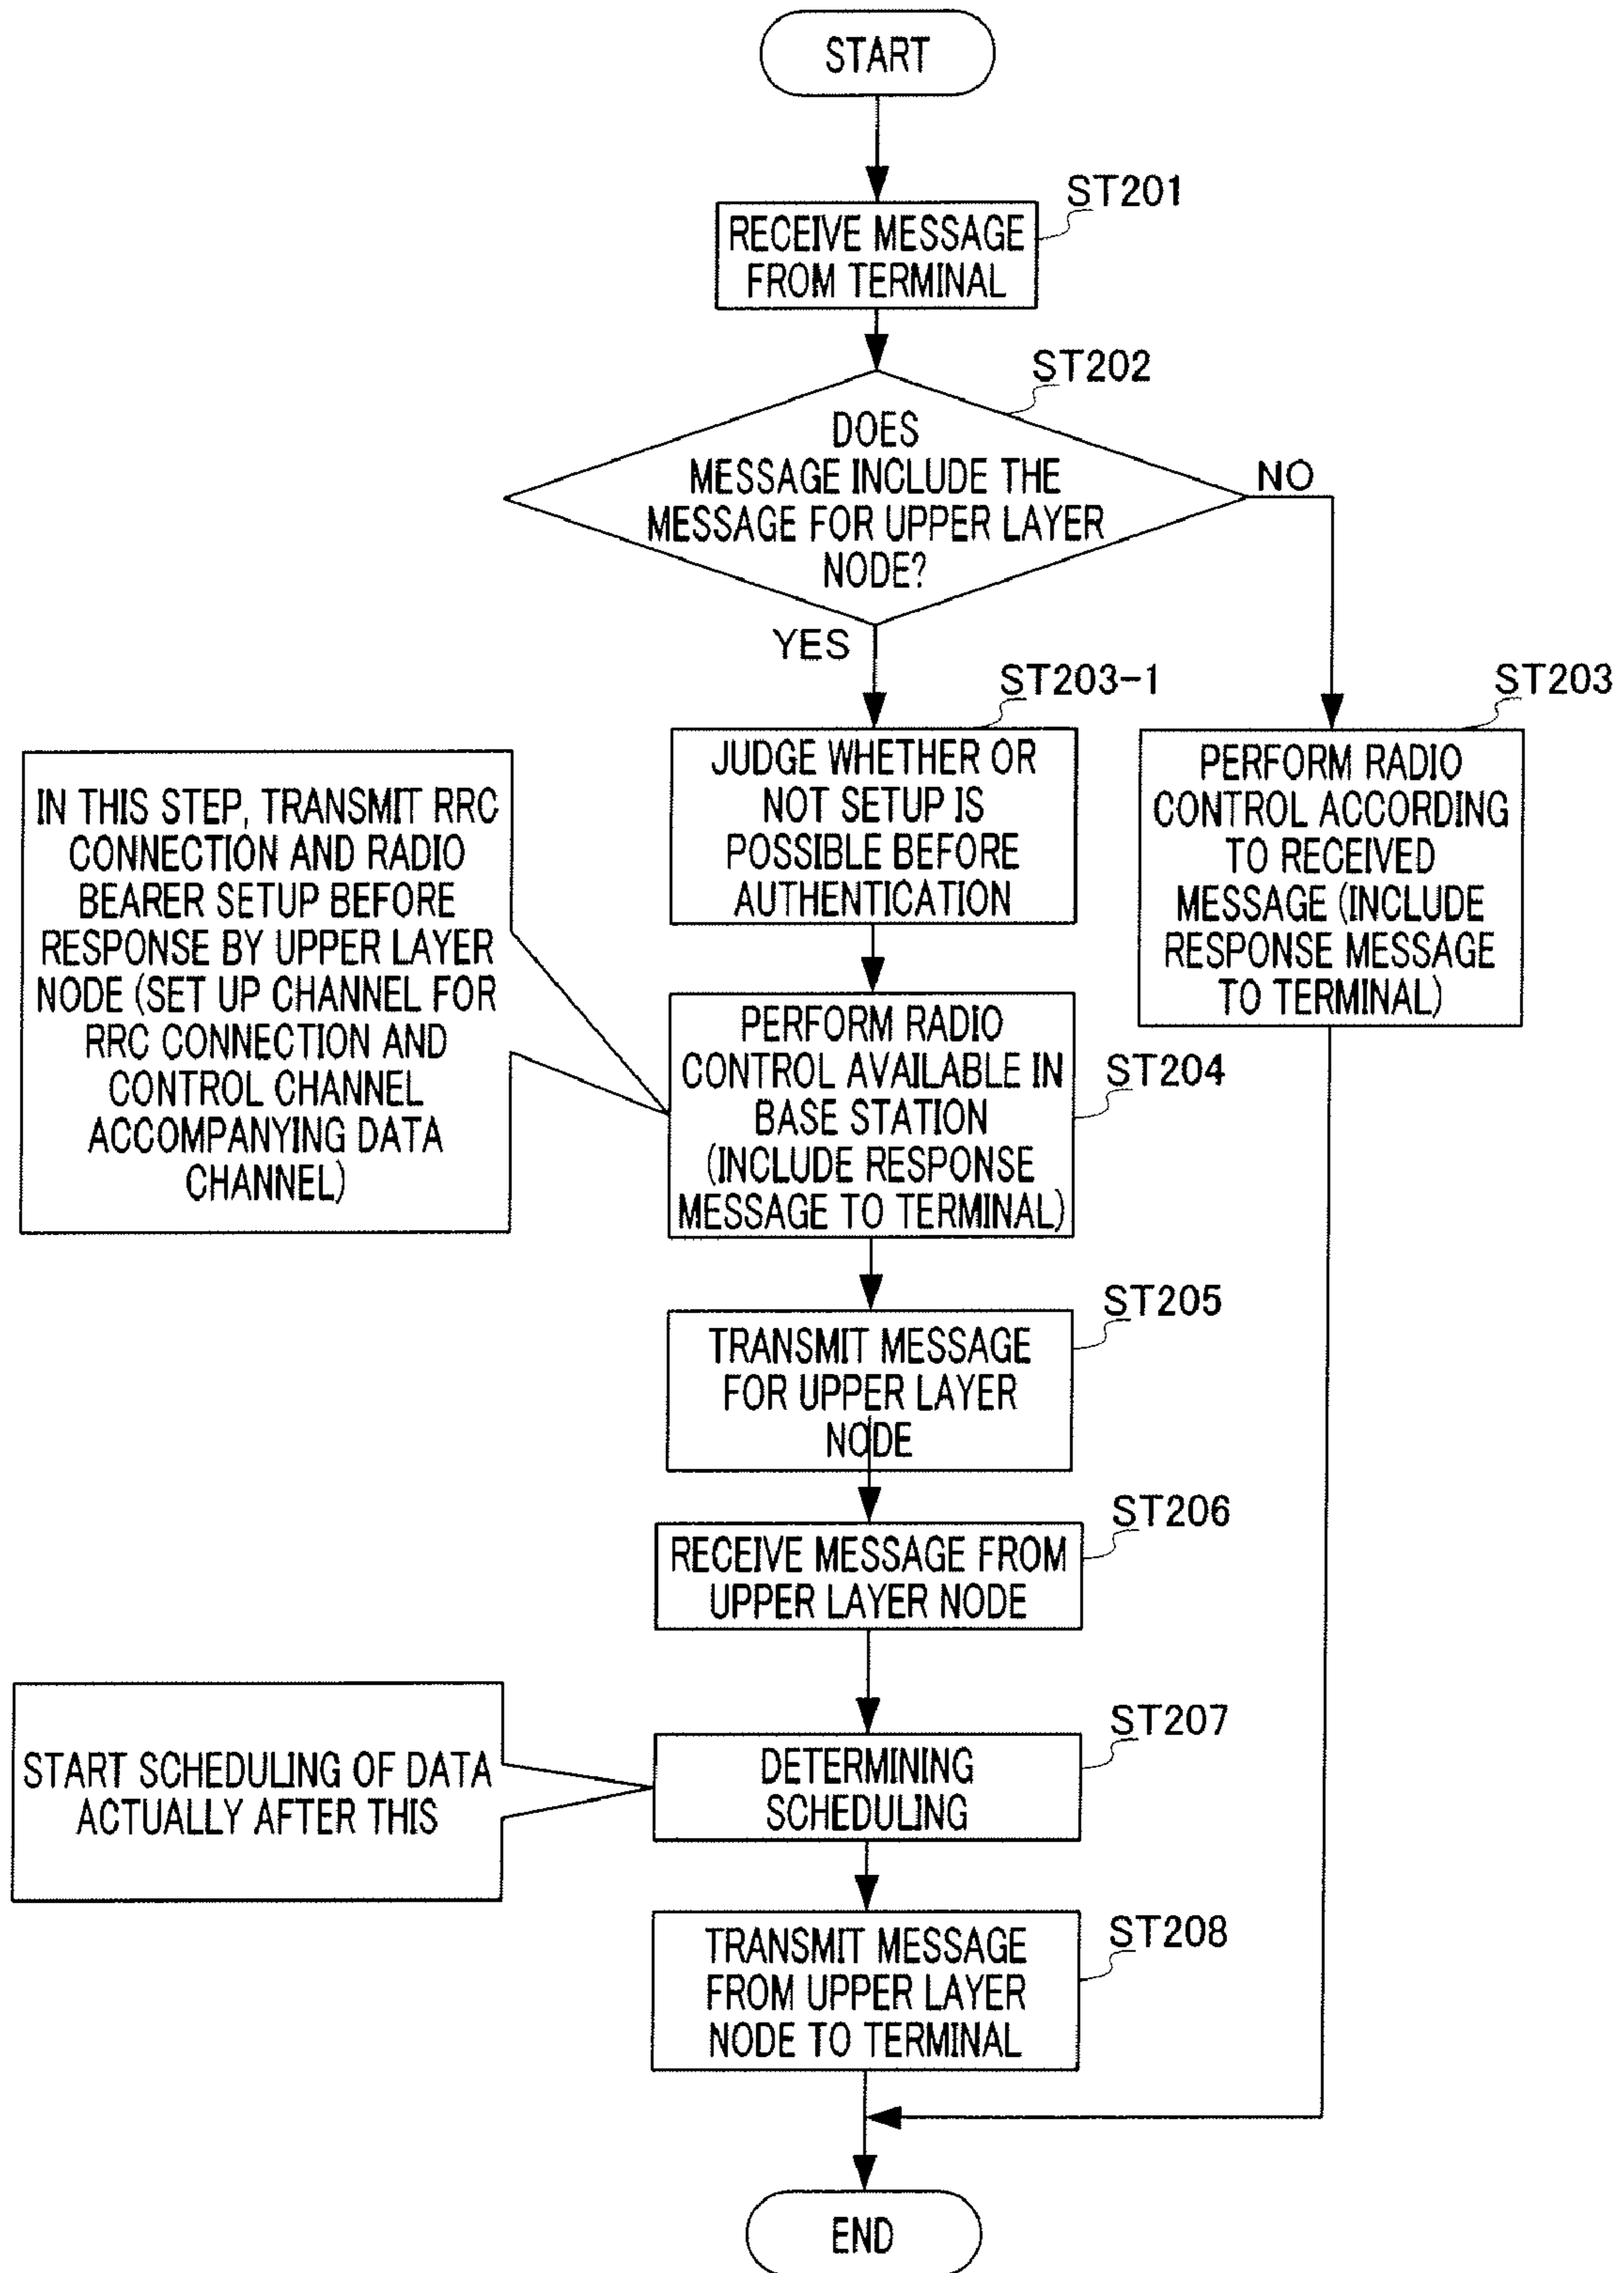 START
ST201
RECEIVE MESSAGE
FROM TERMINAL
ST202
DOES
MESSAGE INCLUDE THE
MESSAGE FOR UPPER LAYER
NODE?
NO
YES
ST203-1
JUDGE WHETHER OR
NOT SETUP IS
POSSIBLE BEFORE
AUTHENTICATION
ST203
PERFORM RADIO
CONTROL ACCORDING
TO RECEIVED
MESSAGE (INCLUDE
RESPONSE MESSAGE
TO TERMINAL)
IN THIS STEP, TRANSMIT RRC
CONNECTION AND RADIO
BEARER SETUP BEFORE
RESPONSE BY UPPER LAYER
NODE (SET UP CHANNEL FOR
RRC CONNECTION AND
CONTROL CHANNEL
ACCOMPANYING DATA
CHANNEL)
PERFORM RADIO
CONTROL AVAILABLE IN
BASE STATION
(INCLUDE RESPONSE
MESSAGE TO TERMINAL)
ST204
ST205
TRANSMIT MESSAGE
FOR UPPER LAYER
NODE
ST206
RECEIVE MESSAGE FROM
UPPER LAYER NODE
ST207
DETERMINING
SCHEDULING
START SCHEDULING OF DATA
ACTUALLY AFTER THIS
ST208
TRANSMIT MESSAGE
FROM UPPER LAYER
NODE TO TERMINAL
END